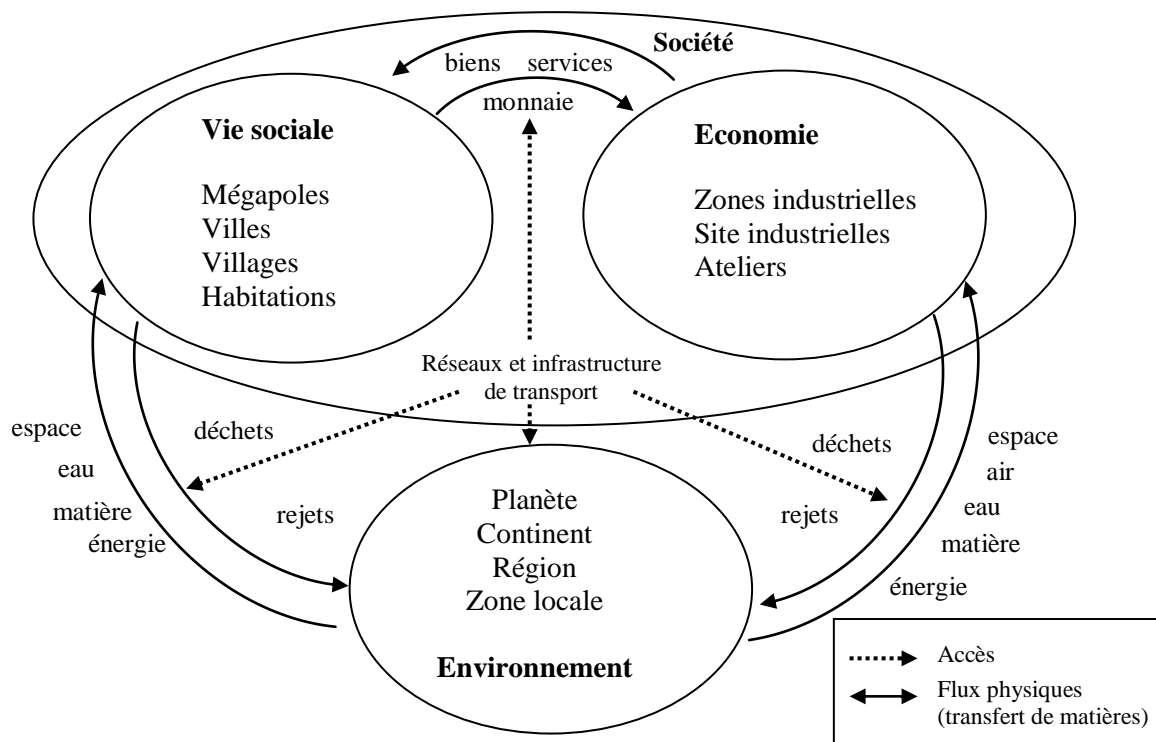 Société
biens services
monnaie
Vie sociale
Mégapoles
Villes
Villages
Habitations
Economie
Zones industrielles
Site industrielles
Ateliers
Réseaux et infrastructure
de transport
espace
eau
matière
énergie
déchets
rejets
Planète
Continent
Région
Zone locale
Environnement
déchets
rejets
espace
air
eau
matière
énergie
Accès
Flux physiques
(transfert de matières)